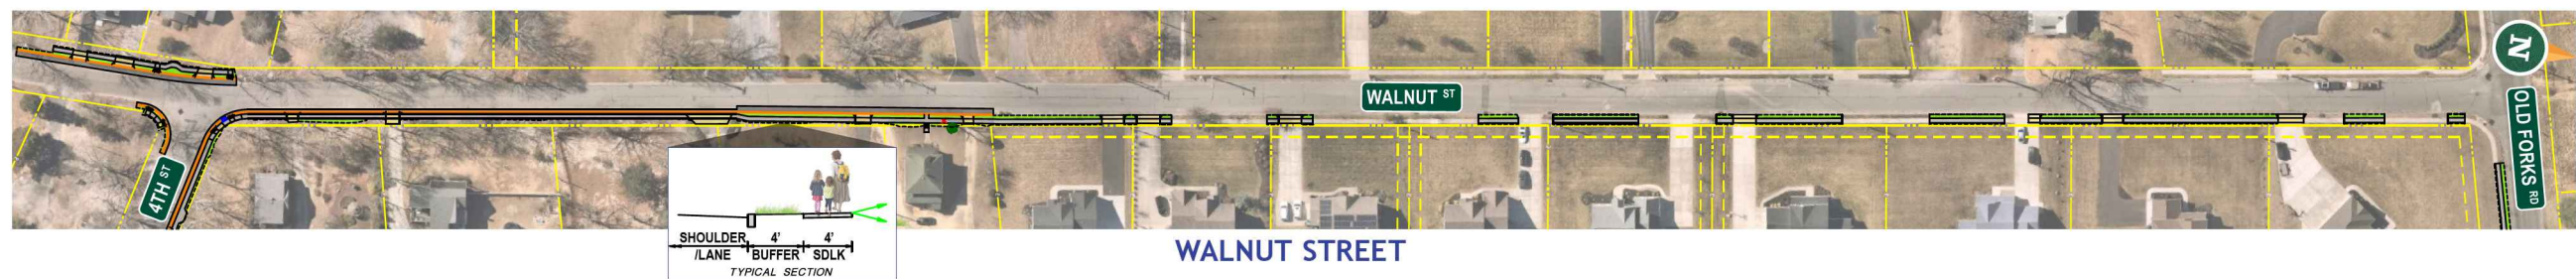 N
WALNUT ST
OLD FORKS RD
4TH ST
SHOULDER 4' 4'
/LANE BUFFER SDLK
TYPICAL SECTION
WALNUT STREET